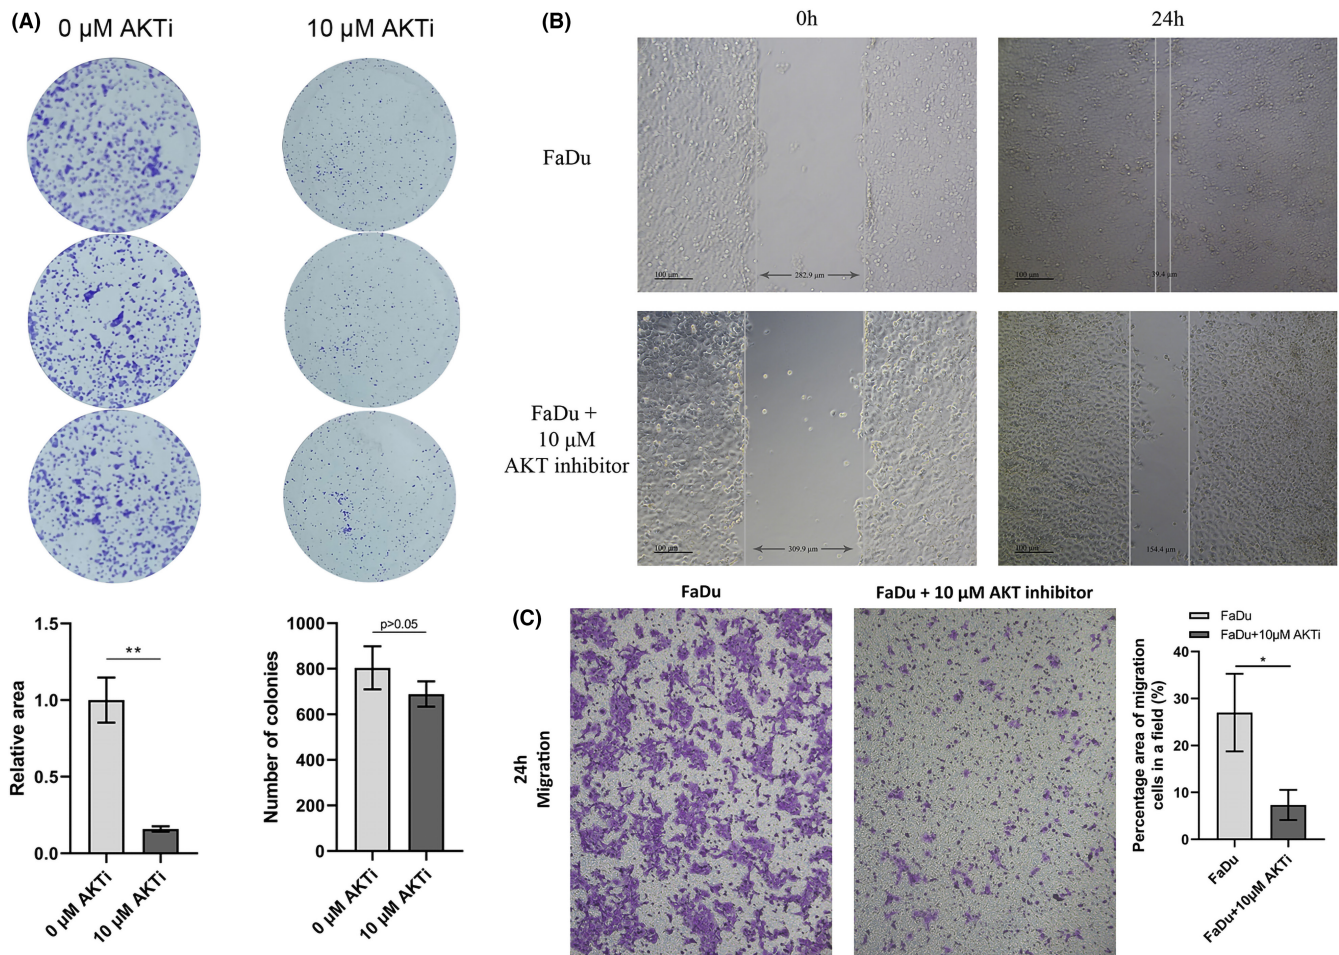 (A)
0 µM AKTi
10 µM AKTi
1.5
1.0
0.5
0.0
Relative area
**
0 µM AKTi
10 µM AKTi
1000
800
600
400
200
0
Number of colonies
p>0.05
0 µM AKTi
10 µM AKTi
(B)
0h
24h
FaDu
100 µm
282.9 µm
100 µm
39.4 µm
FaDu +
10 µM
AKT inhibitor
100 µm
309.9 µm
100 µm
154.4 µm
(C)
FaDu
FaDu + 10 µM AKT inhibitor
24h
Migration
FaDu
FaDu+10µM AKTi
40
30
20
10
0
Percentage area of migration
cells in a field (%)
*
FaDu
FaDu+10µM AKTi